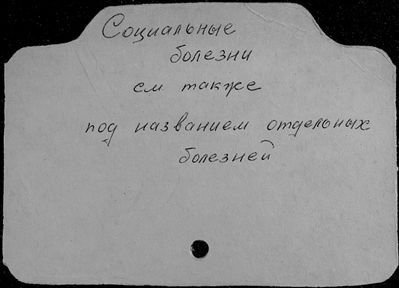 Социальные
болезни
см также
под названием отдельных
болезней